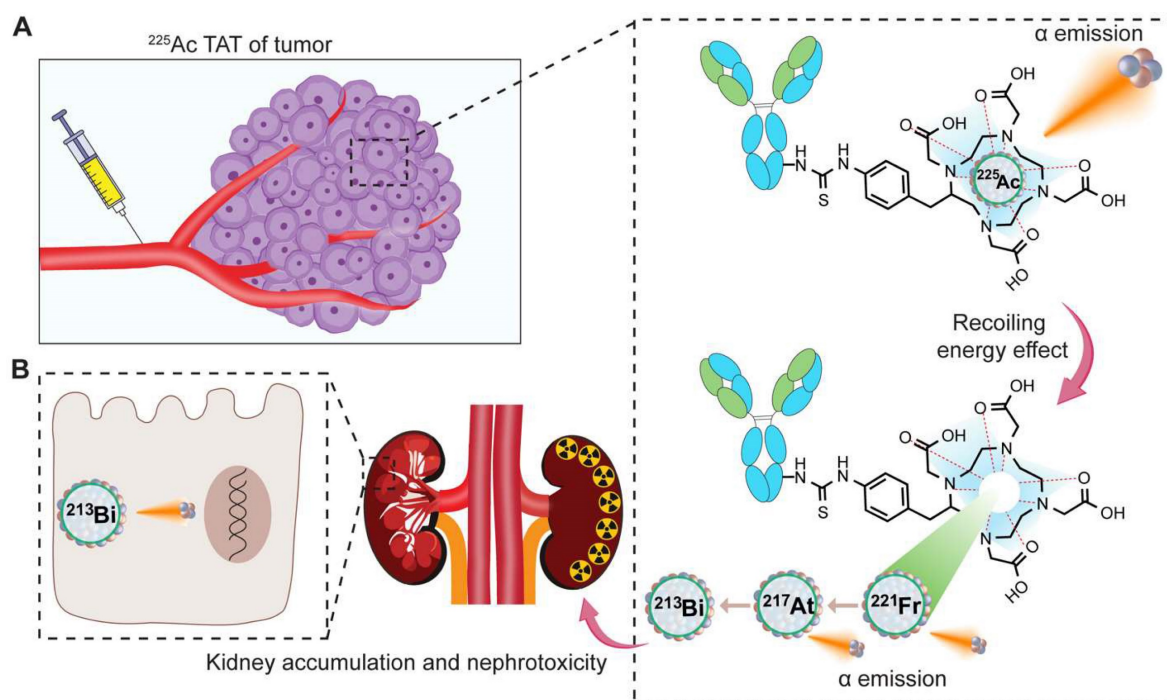 A
²²⁵Ac TAT of tumor
α emission
OH
O
O
OH
N
H
N
H
N
S
N
²²⁵Ac
N
N
O
OH
O
O
HO
Recoiling
energy effect
OH
O
O
OH
N
H
N
H
N
S
N
N
N
O
OH
O
O
HO
²¹³Bi
²¹⁷At
²²¹Fr
α emission
B
²¹³Bi
Kidney accumulation and nephrotoxicity